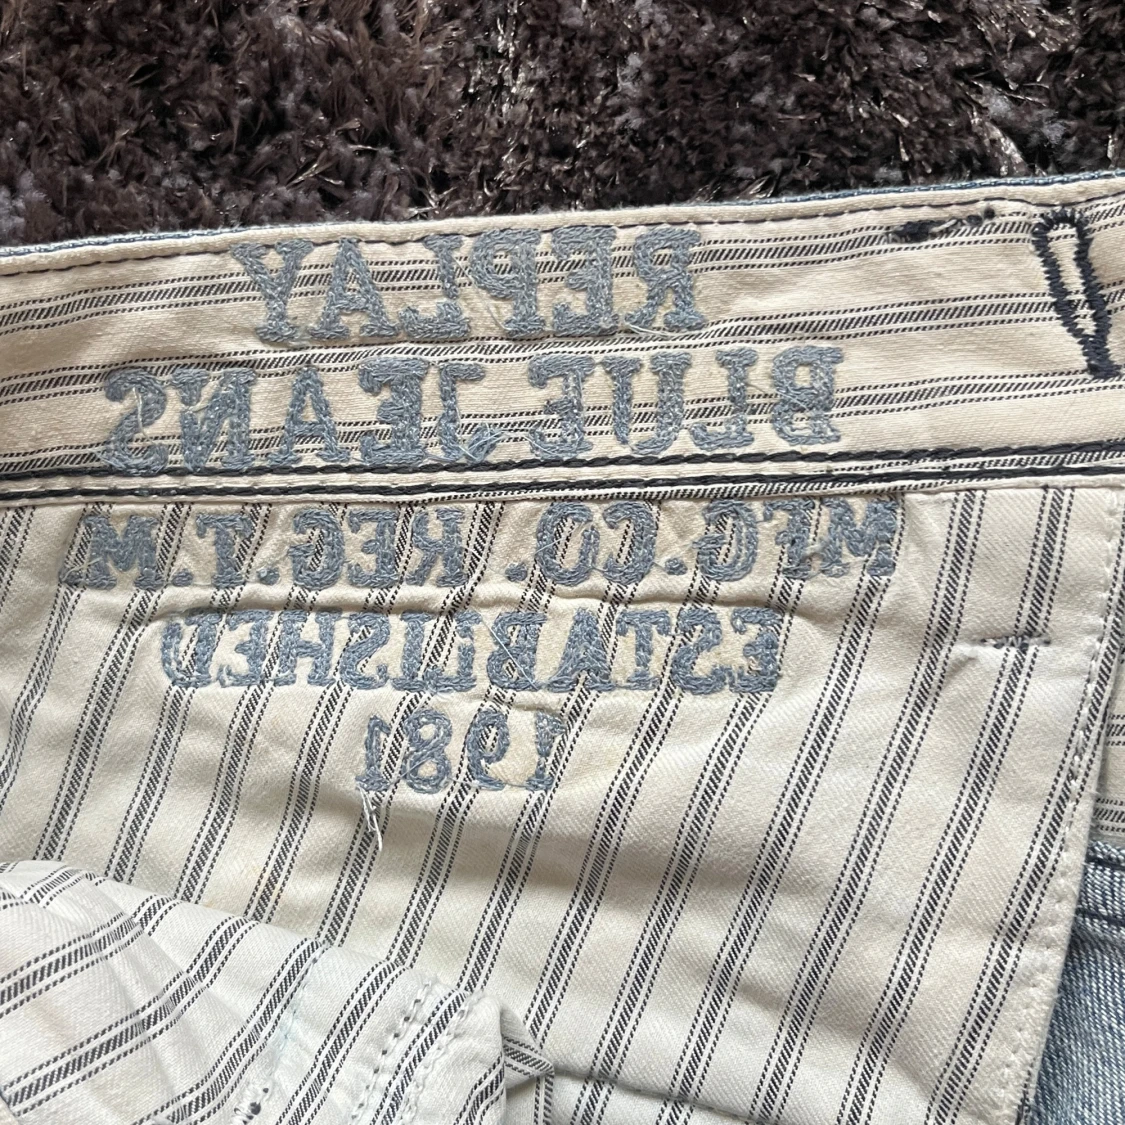 REPLAY
BLUE JEANS
MFG.CO. REG.T.M.
ESTABLISHED
1981